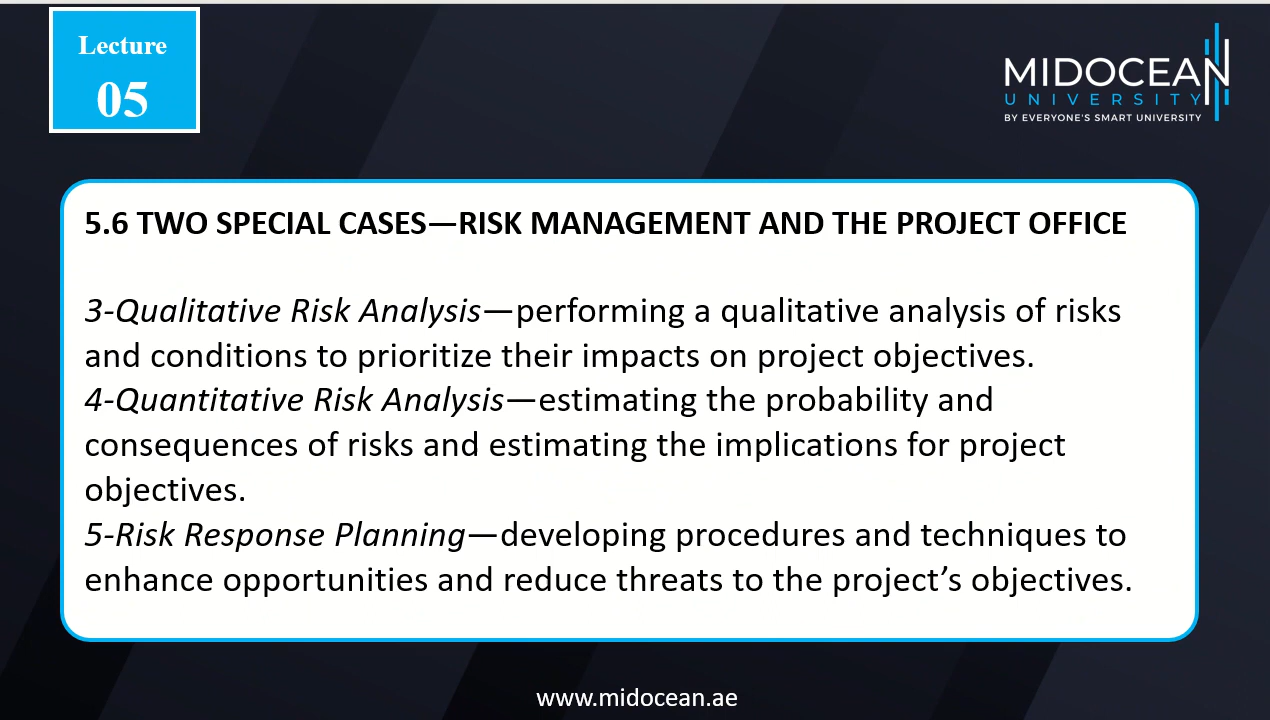 Lecture
05
MIDOCEAN
UNIVERSITY
BY EVERYONE'S SMART UNIVERSITY
5.6 TWO SPECIAL CASES—RISK MANAGEMENT AND THE PROJECT OFFICE
3-Qualitative Risk Analysis—performing a qualitative analysis of risks
and conditions to prioritize their impacts on project objectives.
4-Quantitative Risk Analysis—estimating the probability and
consequences of risks and estimating the implications for project
objectives.
5-Risk Response Planning—developing procedures and techniques to
enhance opportunities and reduce threats to the project’s objectives.
www.midocean.ae